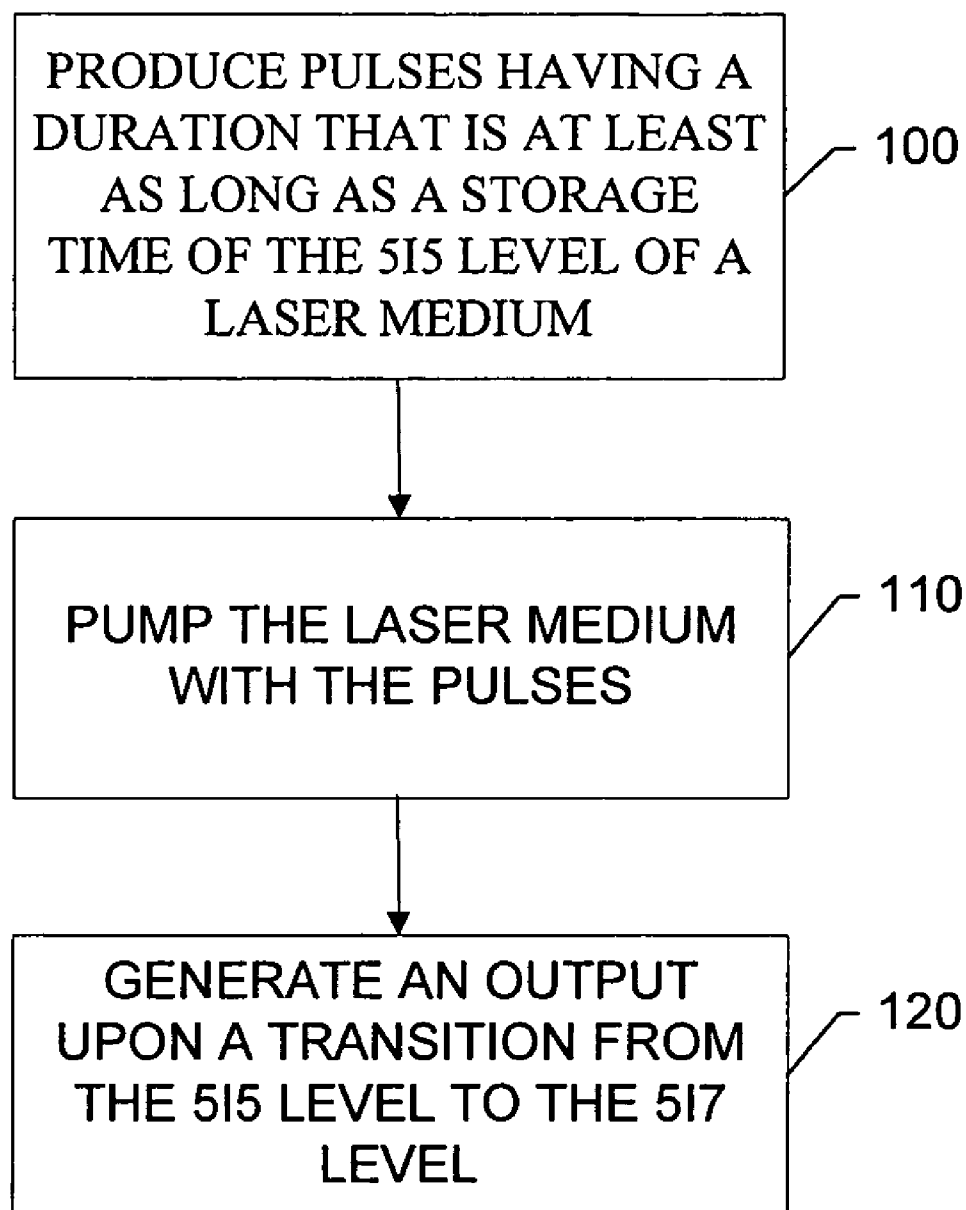 PRODUCE PULSES HAVING A
DURATION THAT IS AT LEAST
AS LONG AS A STORAGE
TIME OF THE 5I5 LEVEL OF A
LASER MEDIUM
100
PUMP THE LASER MEDIUM
WITH THE PULSES
110
GENERATE AN OUTPUT
UPON A TRANSITION FROM
THE 5I5 LEVEL TO THE 5I7
LEVEL
120